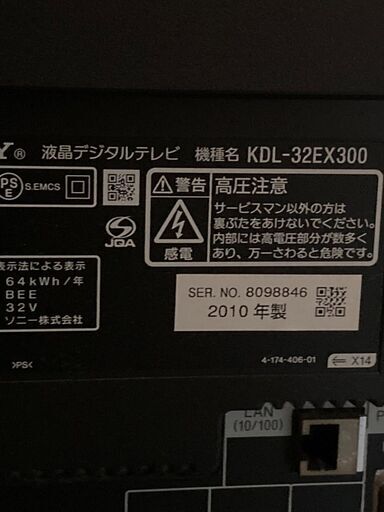 Y® 液晶デジタルテレビ 機種名 KDL-32EX300
PS
E
S.EMCS
JQA
⚠警告 高圧注意
感電
サービスマン以外の方は
裏ぶたをあけないでください。
内部には高電圧部分が数多く
あり、万一さわると危険です。
表示法による表示
64kWh/年
BEE
32V
ソニー株式会社
SER. NO. 8098846
2010 年製
>PS<
4-174-406-01
X14
LAN
(10/100)